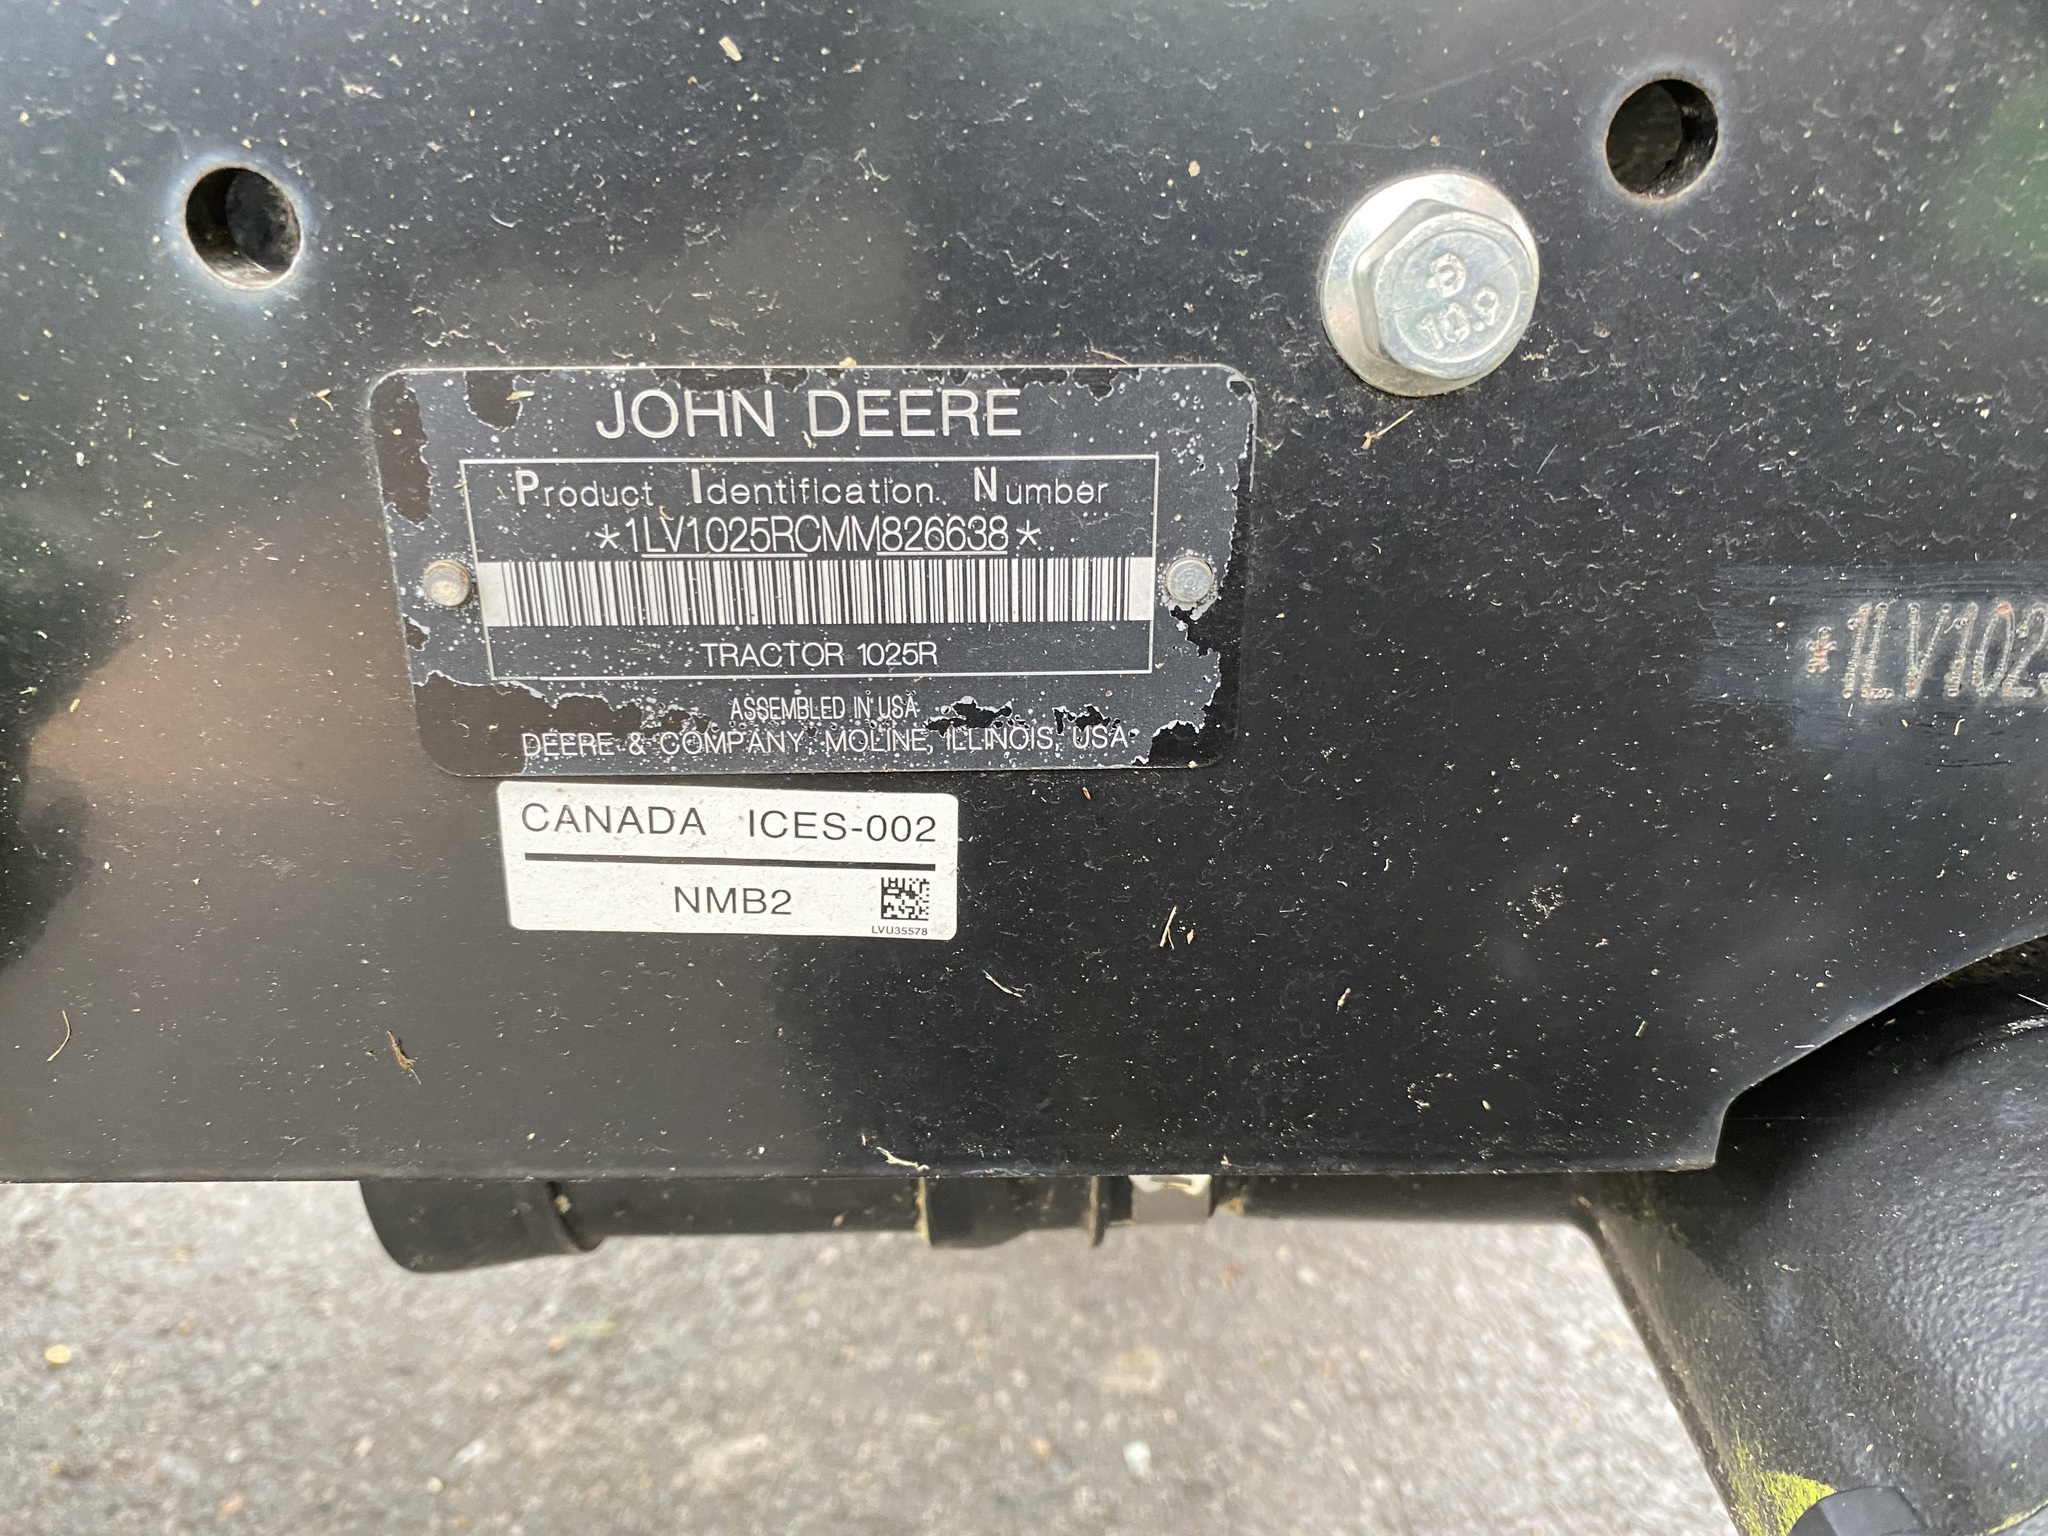 JOHN DEERE
Product Identification Number
*1LV1025RCMM826638*
TRACTOR 1025R
ASSEMBLED IN USA
DEERE & COMPANY, MOLINE, ILLINOIS, USA
CANADA ICES-002
NMB2
LVU35578
10.9
*1LV102